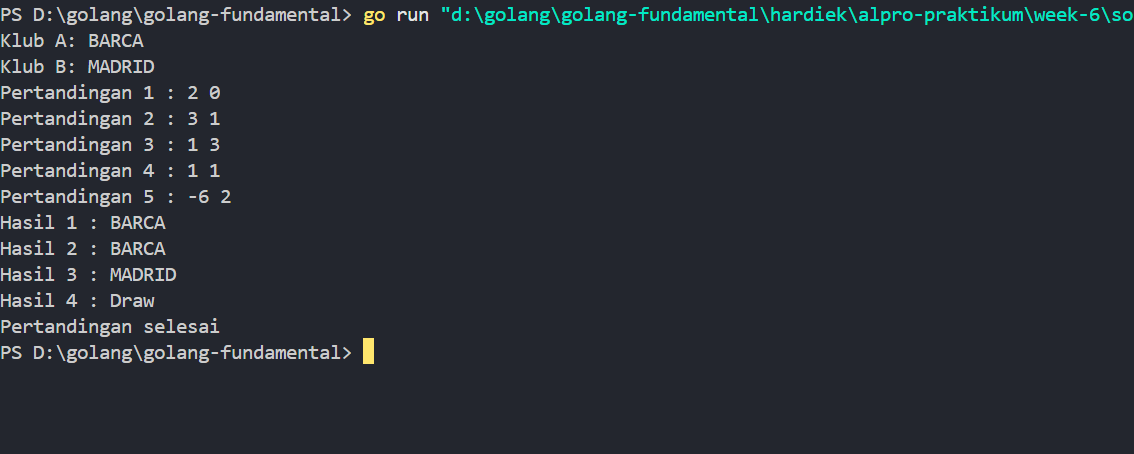 PS D:\golang\golang-fundamental> go run "d:\golang\golang-fundamental\hardiek\alpro-praktikum\week-6\so
Klub A: BARCA
Klub B: MADRID
Pertandingan 1 : 2 0
Pertandingan 2 : 3 1
Pertandingan 3 : 1 3
Pertandingan 4 : 1 1
Pertandingan 5 : -6 2
Hasil 1 : BARCA
Hasil 2 : BARCA
Hasil 3 : MADRID
Hasil 4 : Draw
Pertandingan selesai
PS D:\golang\golang-fundamental>